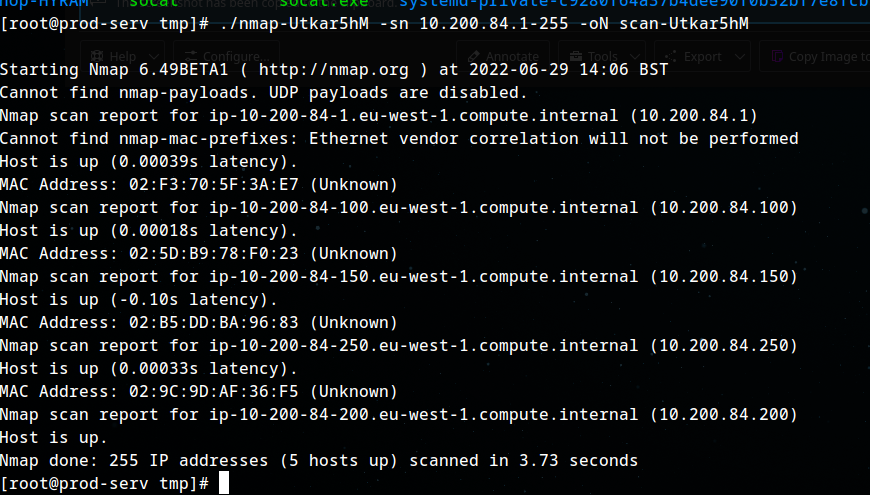 socat socat.exe
[root@prod-serv tmp]# ./nmap-Utkar5hM -sn 10.200.84.1-255 -oN scan-Utkar5hM
Help Configure... Annotate Tools Export Copy Image to
Starting Nmap 6.49BETA1 ( http://nmap.org ) at 2022-06-29 14:06 BST
Cannot find nmap-payloads. UDP payloads are disabled.
Nmap scan report for ip-10-200-84-1.eu-west-1.compute.internal (10.200.84.1)
Cannot find nmap-mac-prefixes: Ethernet vendor correlation will not be performed
Host is up (0.00039s latency).
MAC Address: 02:F3:70:5F:3A:E7 (Unknown)
Nmap scan report for ip-10-200-84-100.eu-west-1.compute.internal (10.200.84.100)
Host is up (0.00018s latency).
MAC Address: 02:5D:B9:78:F0:23 (Unknown)
Nmap scan report for ip-10-200-84-150.eu-west-1.compute.internal (10.200.84.150)
Host is up (-0.10s latency).
MAC Address: 02:B5:DD:BA:96:83 (Unknown)
Nmap scan report for ip-10-200-84-250.eu-west-1.compute.internal (10.200.84.250)
Host is up (0.00033s latency).
MAC Address: 02:9C:9D:AF:36:F5 (Unknown)
Nmap scan report for ip-10-200-84-200.eu-west-1.compute.internal (10.200.84.200)
Host is up.
Nmap done: 255 IP addresses (5 hosts up) scanned in 3.73 seconds
[root@prod-serv tmp]#